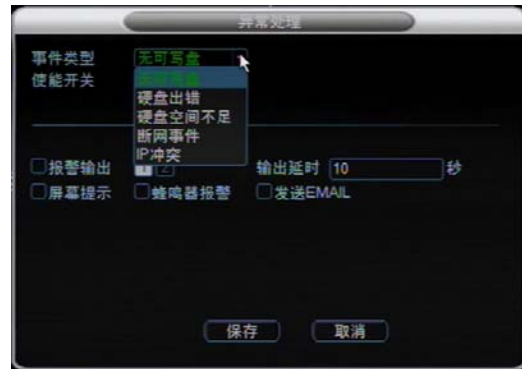 异常处理
事件类型 无可写盘
使能开关 无可写盘
硬盘出错
硬盘空间不足
断网事件
IP冲突
报警输出 1 2 输出延时 10 秒
屏幕提示 蜂鸣器报警 发送EMAIL
保存 取消